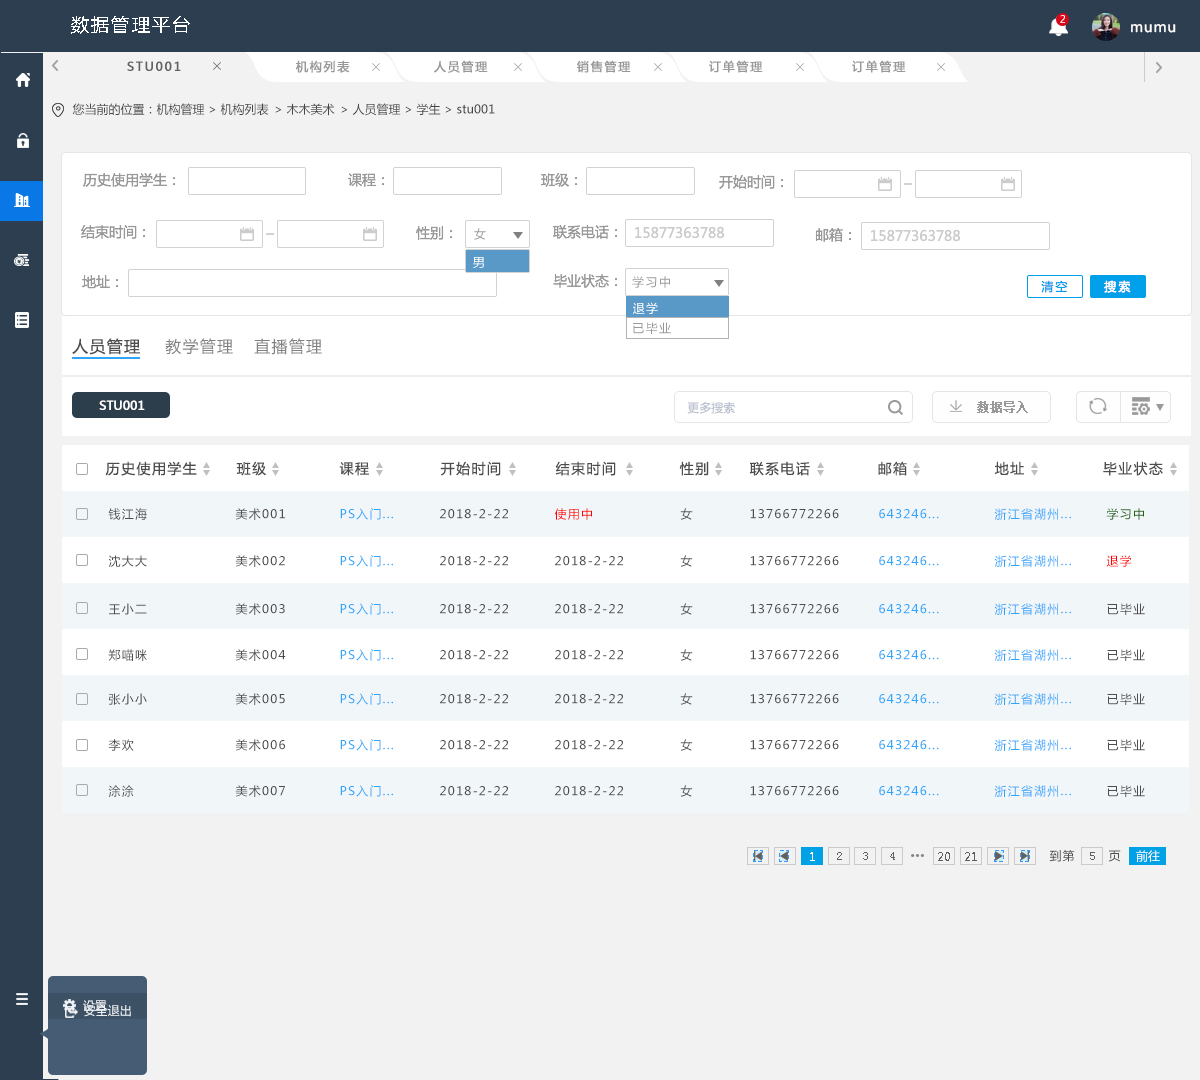 数据管理平台
2
mumu
STU001 机构列表 人员管理 销售管理 订单管理 订单管理
您当前的位置：机构管理 > 机构列表 > 木木美术 > 人员管理 > 学生 > stu001
历史使用学生： 课程： 班级： 开始时间： –
结束时间： – 性别： 女 联系电话： 15877363788 邮箱： 15877363788
男
地址： 毕业状态： 学习中 清空 搜索
退学
已毕业
人员管理 教学管理 直播管理
STU001 更多搜索 数据导入
历史使用学生 班级 课程 开始时间 结束时间 性别 联系电话 邮箱 地址 毕业状态
钱江海 美术001 PS入门... 2018-2-22 使用中 女 13766772266 643246... 浙江省湖州... 学习中
沈大大 美术002 PS入门... 2018-2-22 2018-2-22 女 13766772266 643246... 浙江省湖州... 退学
王小二 美术003 PS入门... 2018-2-22 2018-2-22 女 13766772266 643246... 浙江省湖州... 已毕业
郑喵咪 美术004 PS入门... 2018-2-22 2018-2-22 女 13766772266 643246... 浙江省湖州... 已毕业
张小小 美术005 PS入门... 2018-2-22 2018-2-22 女 13766772266 643246... 浙江省湖州... 已毕业
李欢 美术006 PS入门... 2018-2-22 2018-2-22 女 13766772266 643246... 浙江省湖州... 已毕业
涂涂 美术007 PS入门... 2018-2-22 2018-2-22 女 13766772266 643246... 浙江省湖州... 已毕业
1 2 3 4 ••• 20 21 到第 5 页 前往
设置
安全退出